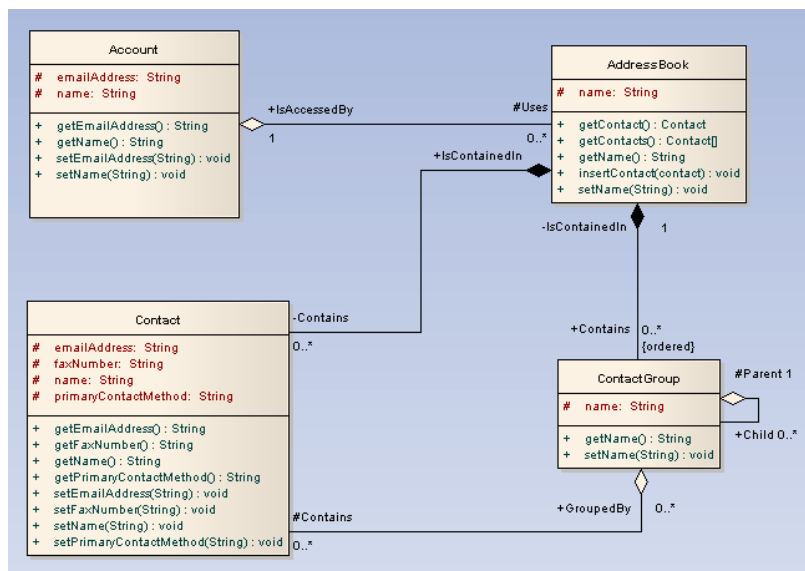 Account
# emailAddress: String
# name: String
+ getEmailAddress() : String
+ getName() : String
+ setEmailAddress(String) : void
+ setName(String) : void
+IsAccessedBy
1
#Uses
0..*
AddressBook
# name: String
+ getContact() : Contact
+ getContacts() : Contact[]
+ getName() : String
+ insertContact(contact) : void
+ setName(String) : void
+IsContainedIn
-IsContainedIn
1
-Contains
0..*
+Contains
0..*
{ordered}
Contact
# emailAddress: String
# faxNumber: String
# name: String
# primaryContactMethod: String
+ getEmailAddress() : String
+ getFaxNumber() : String
+ getName() : String
+ getPrimaryContactMethod() : String
+ setEmailAddress(String) : void
+ setFaxNumber(String) : void
+ setName(String) : void
+ setPrimaryContactMethod(String) : void
ContactGroup
# name: String
+ getName() : String
+ setName(String) : void
#Parent 1
+Child 0..*
+GroupedBy
0..*
#Contains
0..*